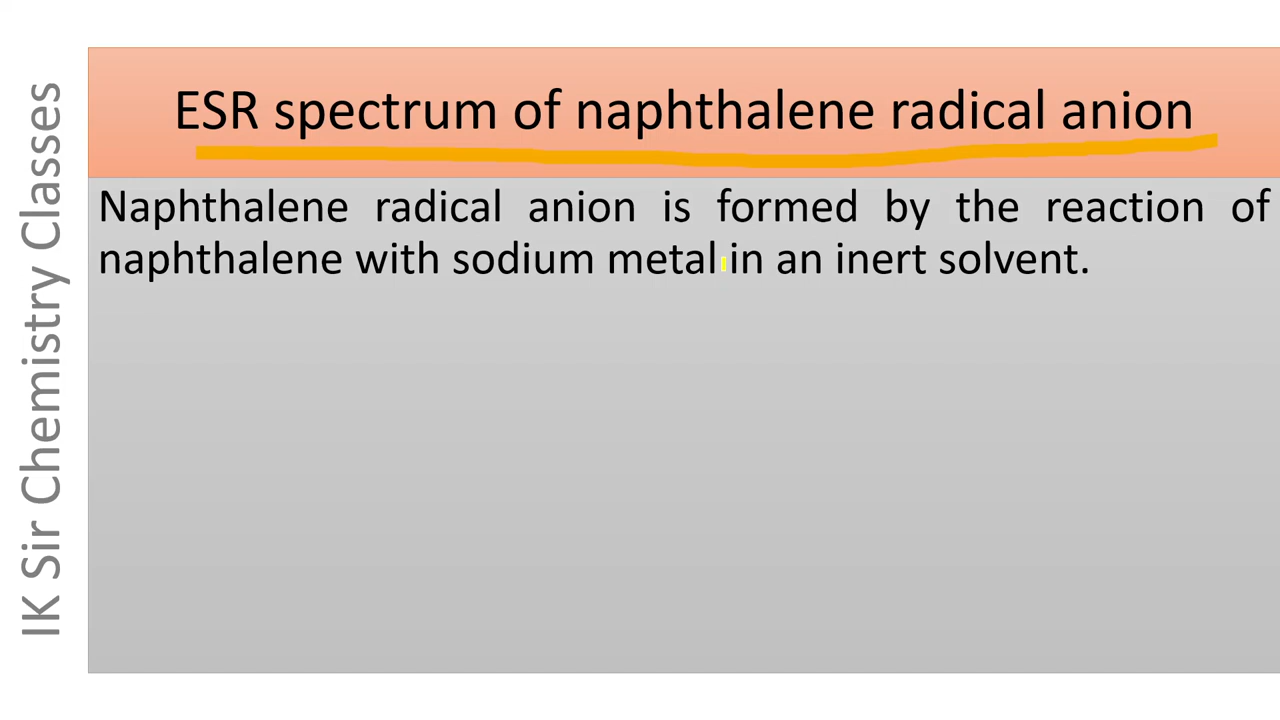 IK Sir Chemistry Classes
ESR spectrum of naphthalene radical anion
Naphthalene radical anion is formed by the reaction of
naphthalene with sodium metal in an inert solvent.